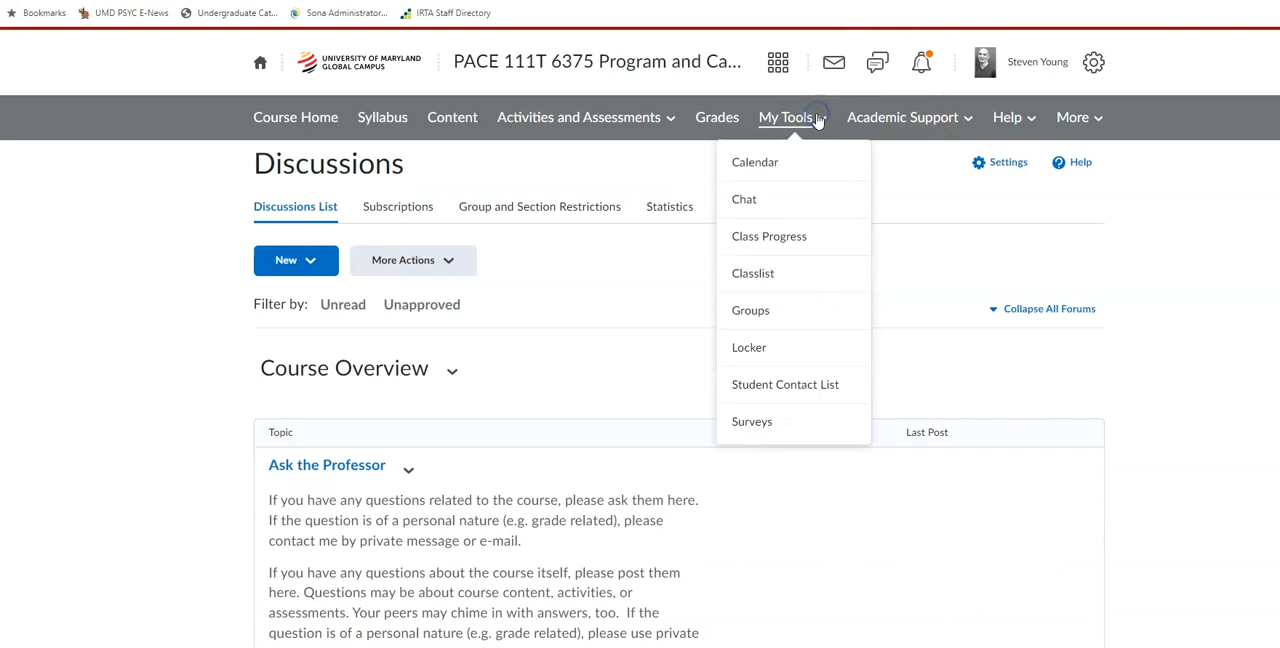 Bookmarks UMD PSYC E-News Undergraduate Cat... Sona Administrator... IRTA Staff Directory
UNIVERSITY OF MARYLAND
GLOBAL CAMPUS
PACE 111T 6375 Program and Ca...
Steven Young
Course Home Syllabus Content Activities and Assessments Grades My Tools Academic Support Help More
Discussions
Settings Help
Discussions List Subscriptions Group and Section Restrictions Statistics
New More Actions
Filter by: Unread Unapproved
Collapse All Forums
Calendar
Chat
Class Progress
Classlist
Groups
Locker
Student Contact List
Surveys
Course Overview
Topic Last Post
Ask the Professor
If you have any questions related to the course, please ask them here.
If the question is of a personal nature (e.g. grade related), please
contact me by private message or e-mail.
If you have any questions about the course itself, please post them
here. Questions may be about course content, activities, or
assessments. Your peers may chime in with answers, too. If the
question is of a personal nature (e.g. grade related), please use private